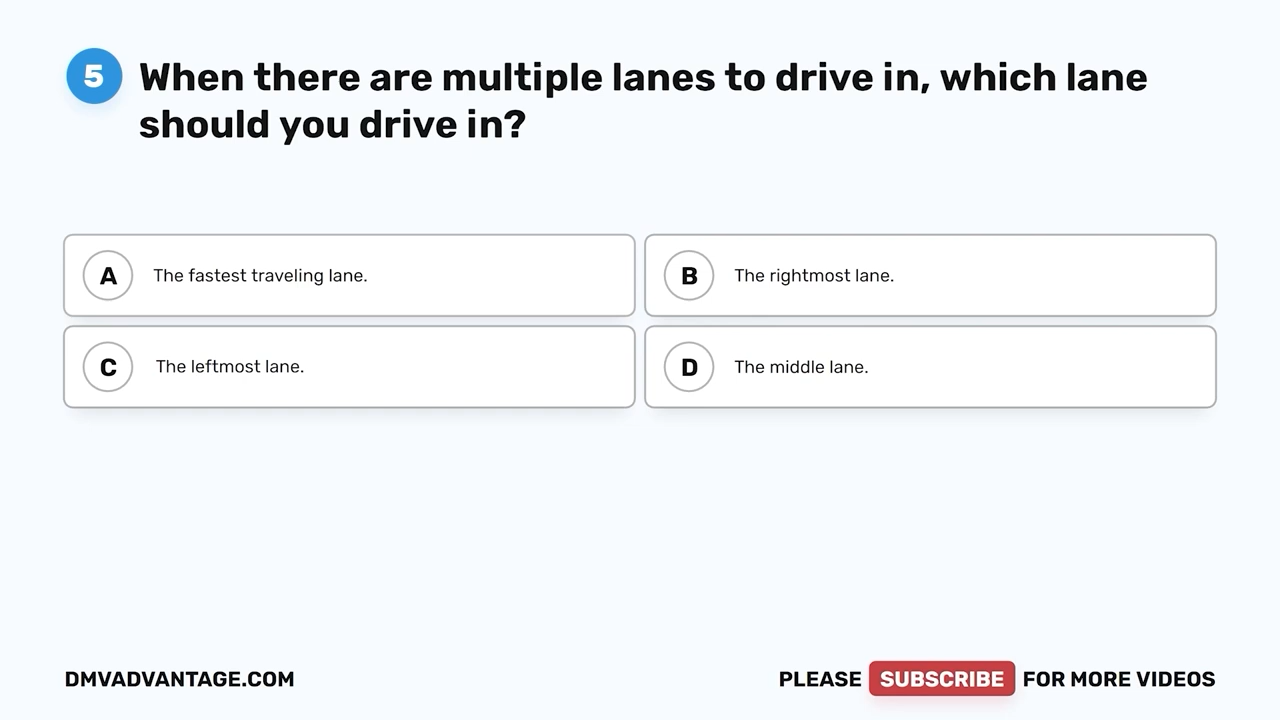 5
When there are multiple lanes to drive in, which lane
should you drive in?
A The fastest traveling lane.
B The rightmost lane.
C The leftmost lane.
D The middle lane.
DMVADVANTAGE.COM
PLEASE SUBSCRIBE FOR MORE VIDEOS